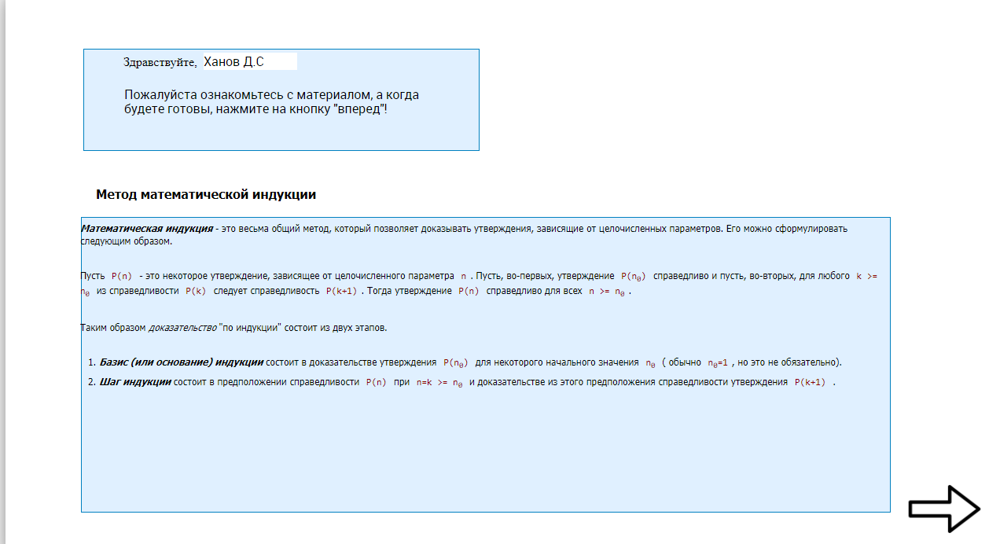 Здравствуйте, Ханов Д.С
Пожалуйста ознакомьтесь с материалом, а когда
будете готовы, нажмите на кнопку "вперед"!
Метод математической индукции
Математическая индукция - это весьма общий метод, который позволяет доказывать утверждения, зависящие от целочисленных параметров. Его можно сформулировать
следующим образом.
Пусть P(n) - это некоторое утверждение, зависящее от целочисленного параметра n . Пусть, во-первых, утверждение P(n₀) справедливо и пусть, во-вторых, для любого k >=
n₀ из справедливости P(k) следует справедливость P(k+1) . Тогда утверждение P(n) справедливо для всех n >= n₀ .
Таким образом доказательство "по индукции" состоит из двух этапов.
1. Базис (или основание) индукции состоит в доказательстве утверждения P(n₀) для некоторого начального значения n₀ ( обычно n₀=1 , но это не обязательно).
2. Шаг индукции состоит в предположении справедливости P(n) при n=k >= n₀ и доказательстве из этого предположения справедливости утверждения P(k+1) .